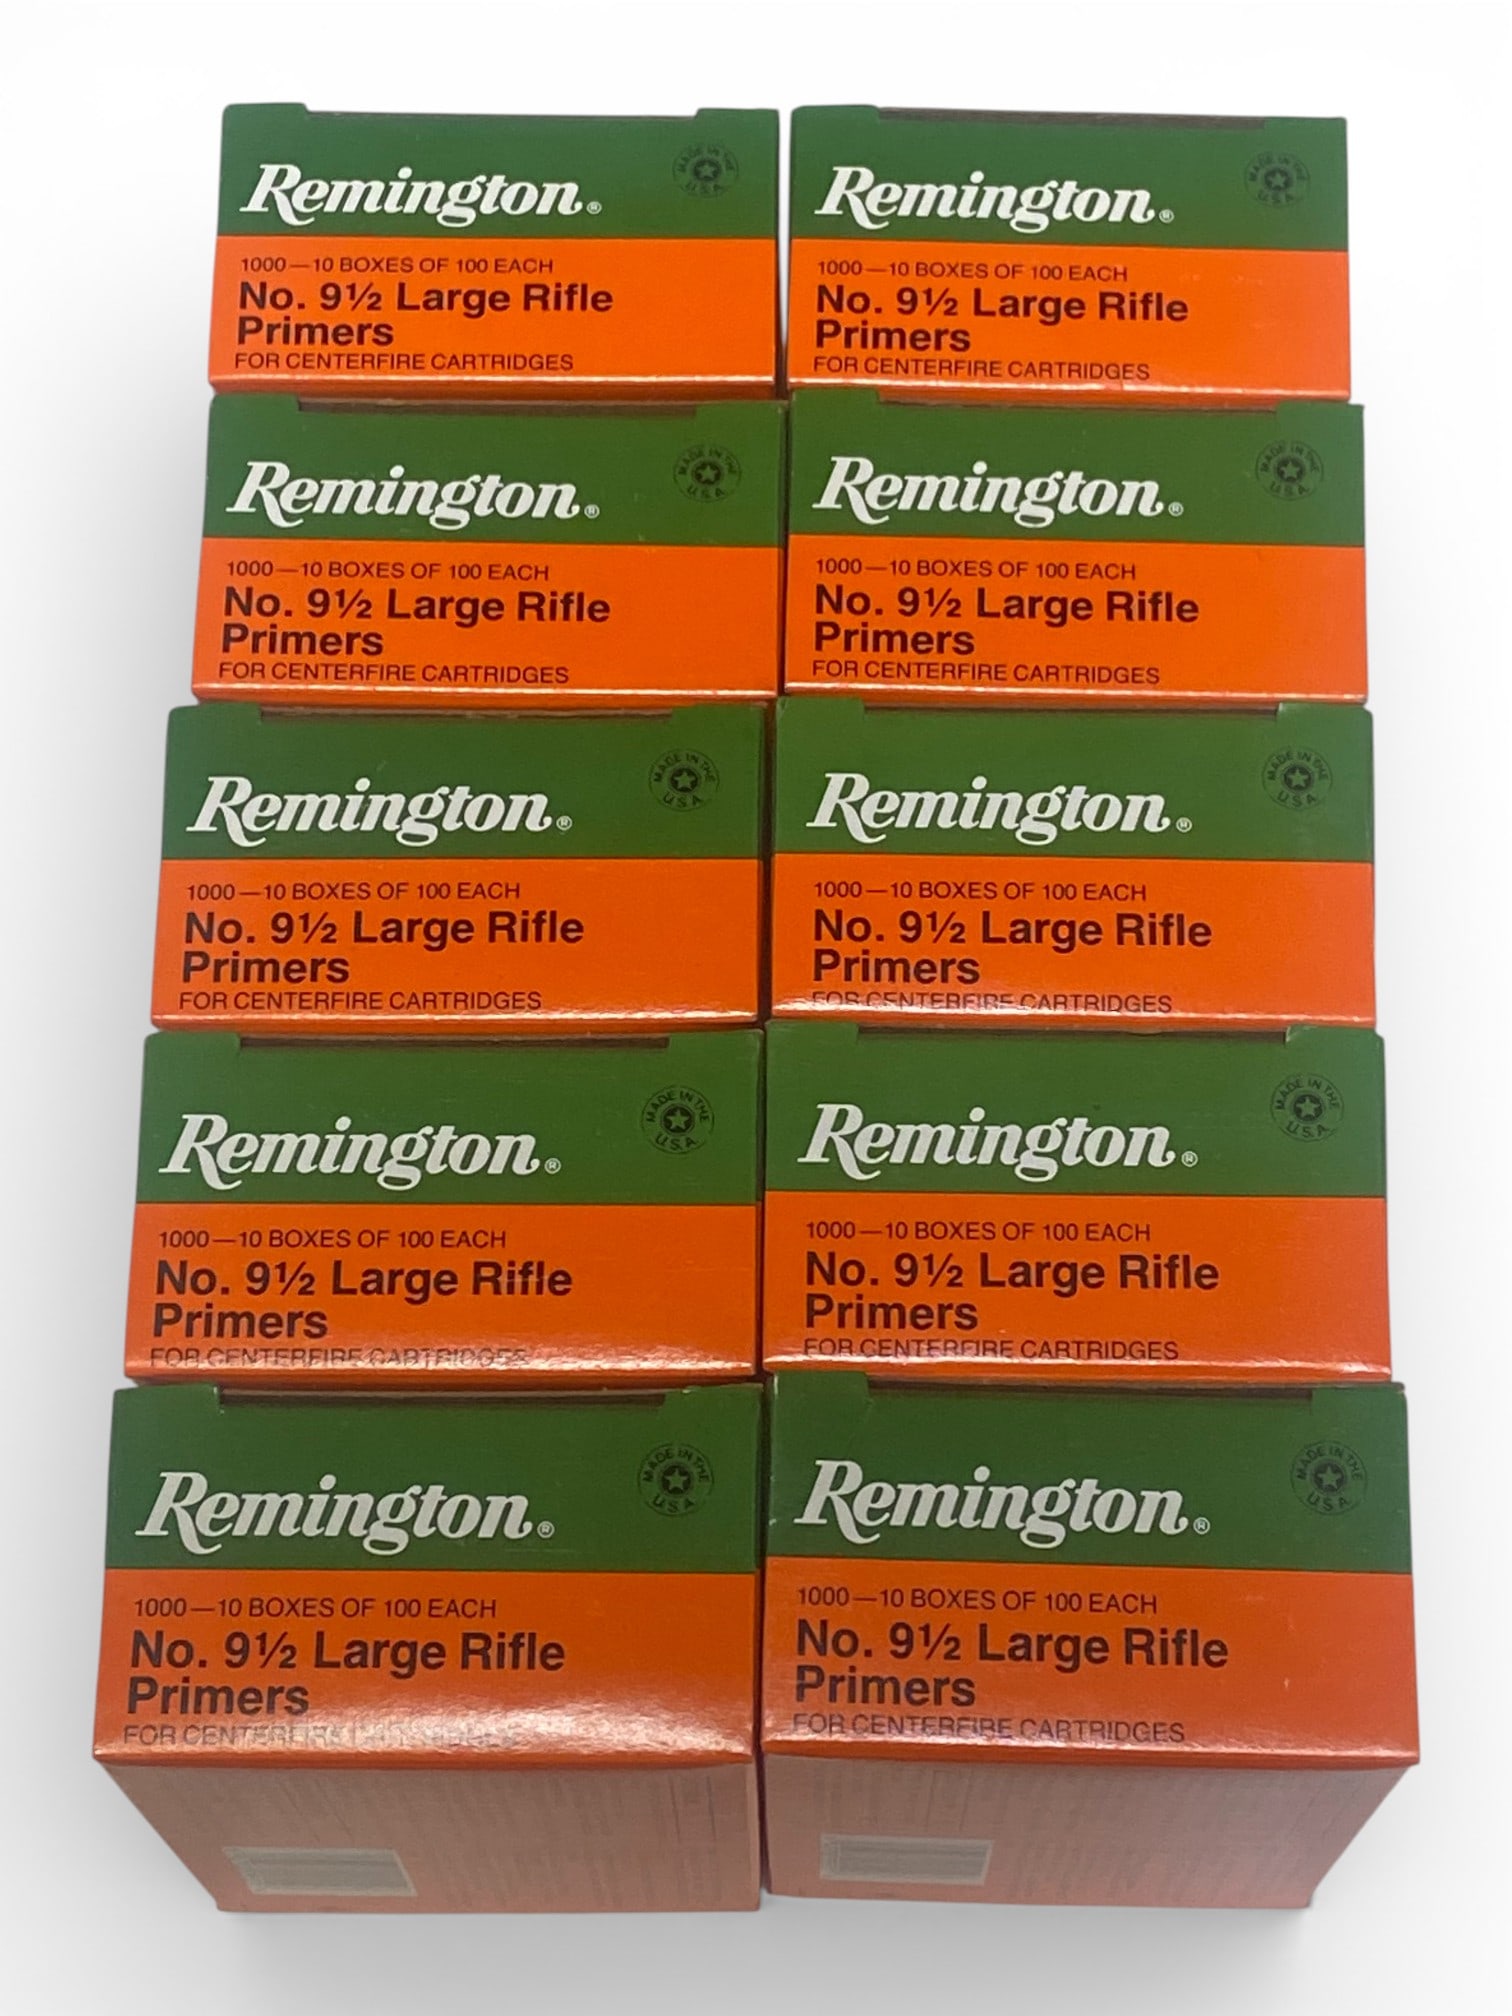 Remington®
MADE IN THE U.S.A.
1000—10 BOXES OF 100 EACH
No. 9½ Large Rifle
Primers
FOR CENTERFIRE CARTRIDGES
Remington®
MADE IN THE U.S.A.
1000—10 BOXES OF 100 EACH
No. 9½ Large Rifle
Primers
FOR CENTERFIRE CARTRIDGES
Remington®
MADE IN THE U.S.A.
1000—10 BOXES OF 100 EACH
No. 9½ Large Rifle
Primers
FOR CENTERFIRE CARTRIDGES
Remington®
MADE IN THE U.S.A.
1000—10 BOXES OF 100 EACH
No. 9½ Large Rifle
Primers
FOR CENTERFIRE CARTRIDGES
Remington®
MADE IN THE U.S.A.
1000—10 BOXES OF 100 EACH
No. 9½ Large Rifle
Primers
FOR CENTERFIRE CARTRIDGES
Remington®
MADE IN THE U.S.A.
1000—10 BOXES OF 100 EACH
No. 9½ Large Rifle
Primers
FOR CENTERFIRE CARTRIDGES
Remington®
MADE IN THE U.S.A.
1000—10 BOXES OF 100 EACH
No. 9½ Large Rifle
Primers
FOR CENTERFIRE CARTRIDGES
Remington®
MADE IN THE U.S.A.
1000—10 BOXES OF 100 EACH
No. 9½ Large Rifle
Primers
FOR CENTERFIRE CARTRIDGES
Remington®
MADE IN THE U.S.A.
1000—10 BOXES OF 100 EACH
No. 9½ Large Rifle
Primers
FOR CENTERFIRE
Remington®
MADE IN THE U.S.A.
1000—10 BOXES OF 100 EACH
No. 9½ Large Rifle
Primers
FOR CENTERFIRE CARTRIDGES